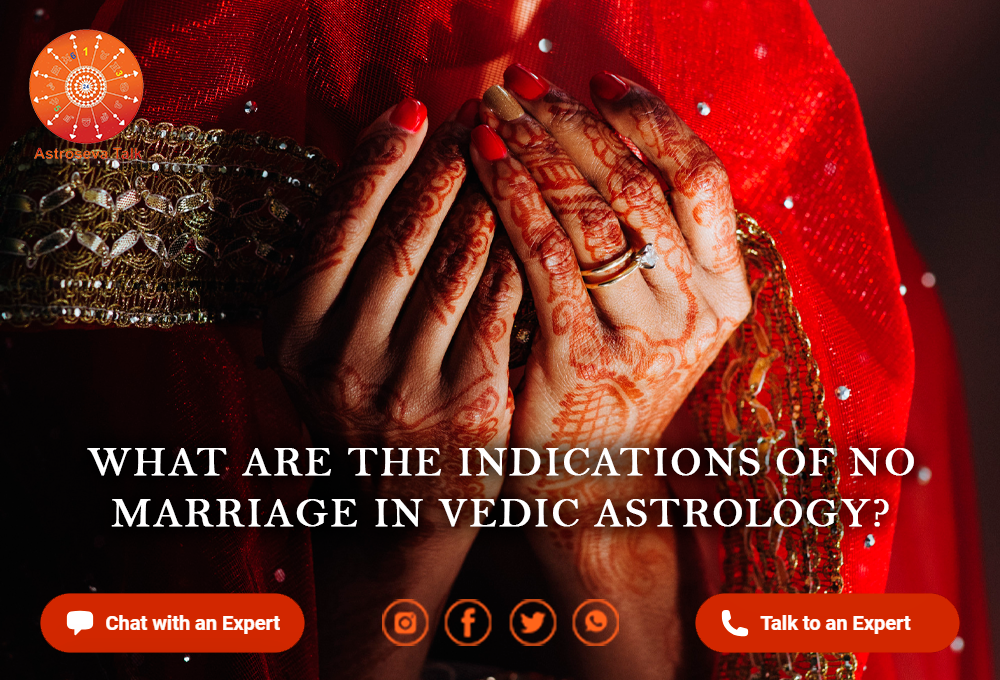 Astroseva Talk
WHAT ARE THE INDICATIONS OF NO
MARRIAGE IN VEDIC ASTROLOGY?
Chat with an Expert
Talk to an Expert